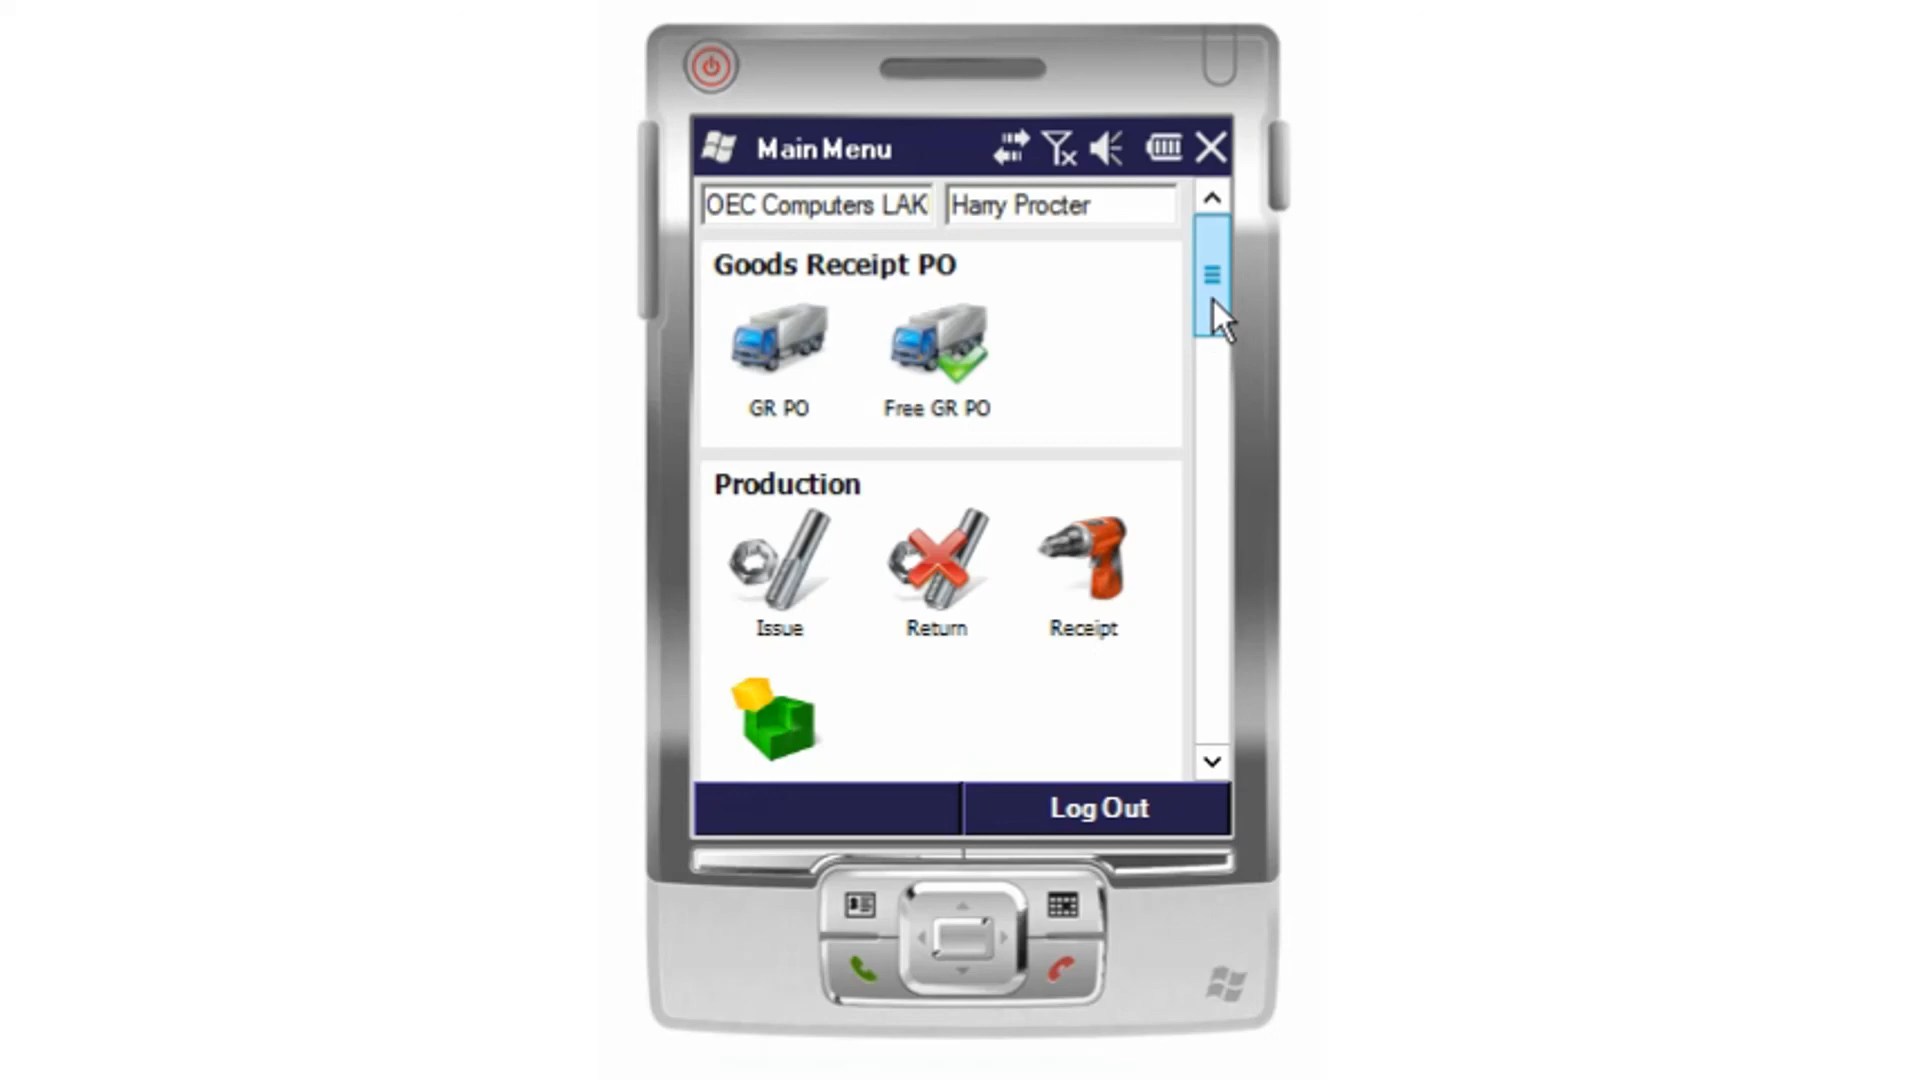 Main Menu
OEC Computers LAK
Harry Procter
Goods Receipt PO
GR PO
Free GR PO
Production
Issue
Return
Receipt
Log Out